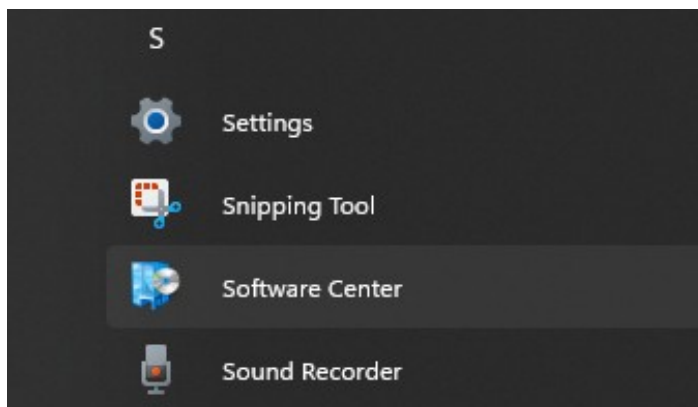 S
Settings
Snipping Tool
Software Center
Sound Recorder